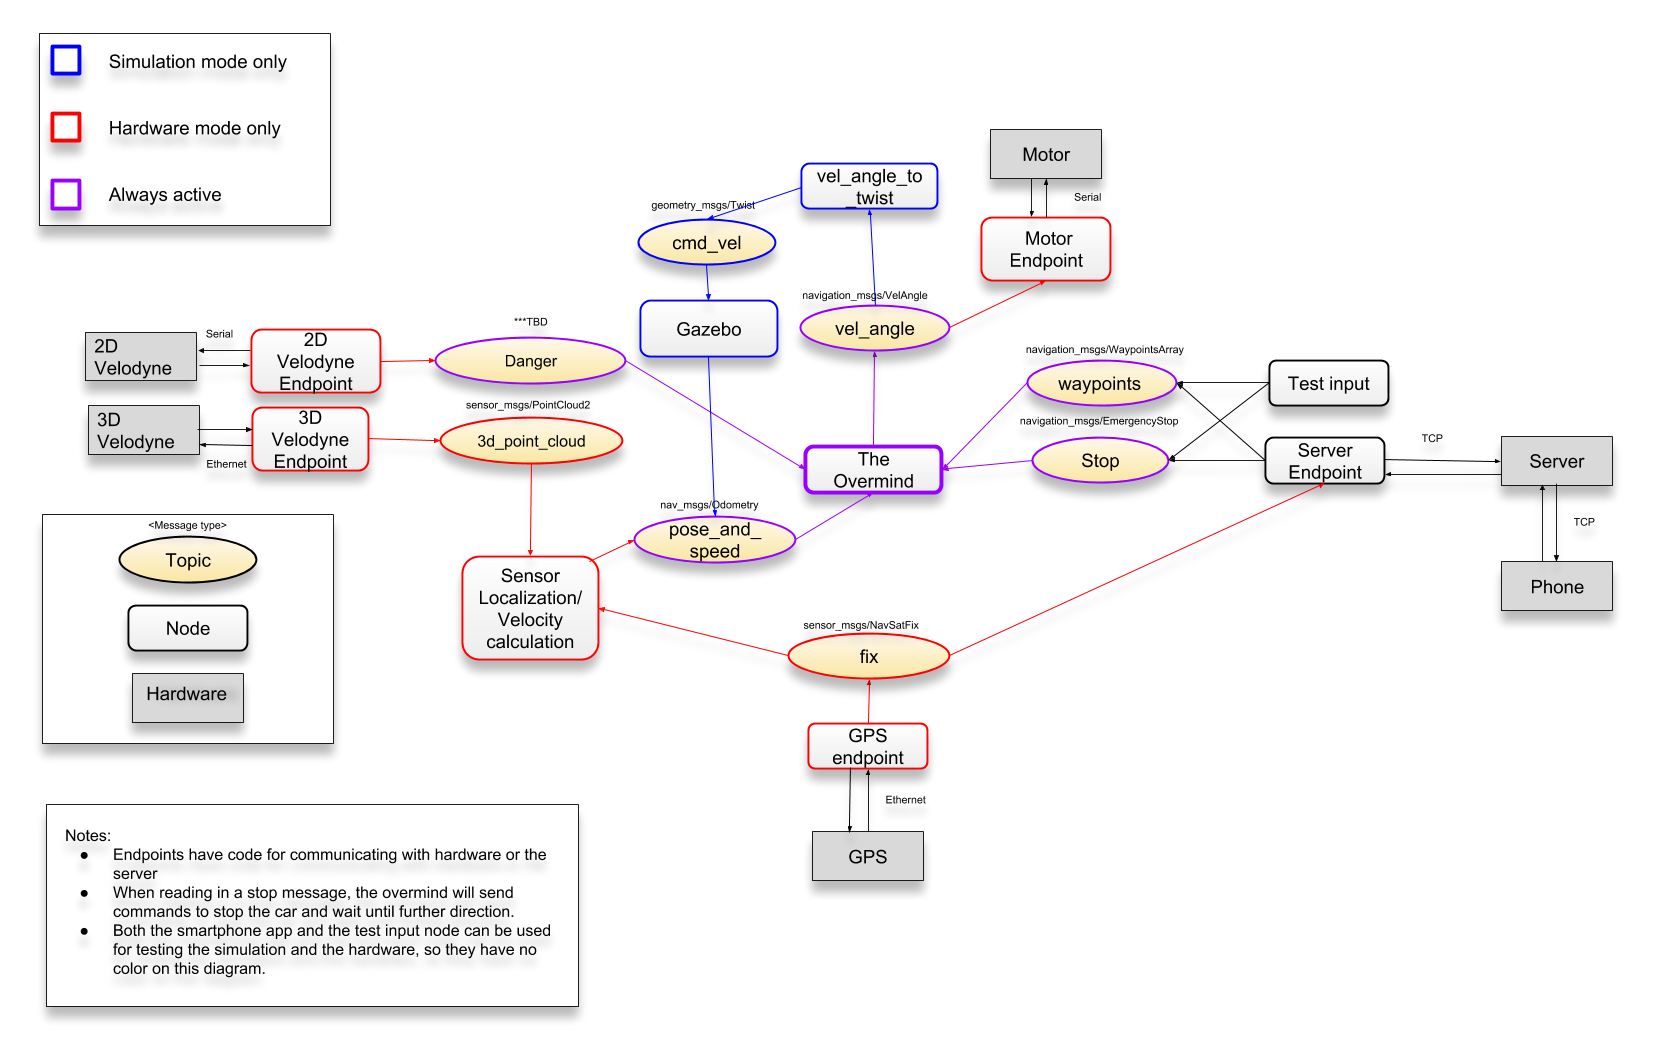 Simulation mode only
Hardware mode only
Always active
Motor
Serial
vel_angle_to
_twist
geometry_msgs/Twist
cmd_vel
Motor
Endpoint
navigation_msgs/VelAngle
vel_angle
Gazebo
***TBD
Danger
Serial
2D
Velodyne
2D
Velodyne
Endpoint
navigation_msgs/WaypointsArray
waypoints
Test input
sensor_msgs/PointCloud2
3d_point_cloud
3D
Velodyne
3D
Velodyne
Endpoint
Ethernet
navigation_msgs/EmergencyStop
Stop
The
Overmind
Server
Endpoint
TCP
Server
TCP
Phone
nav_msgs/Odometry
pose_and_
speed
<Message type>
Topic
Node
Hardware
Sensor
Localization/
Velocity
calculation
sensor_msgs/NavSatFix
fix
GPS
endpoint
Ethernet
GPS
Notes:
● Endpoints have code for communicating with hardware or the
server
● When reading in a stop message, the overmind will send
commands to stop the car and wait until further direction.
● Both the smartphone app and the test input node can be used
for testing the simulation and the hardware, so they have no
color on this diagram.